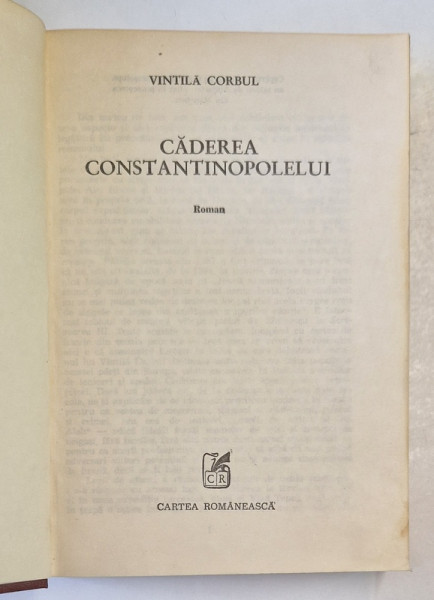 VINTILĂ CORBUL
CĂDEREA
CONSTANTINOPOLELUI
Roman
CR
CARTEA ROMÂNEASCĂ